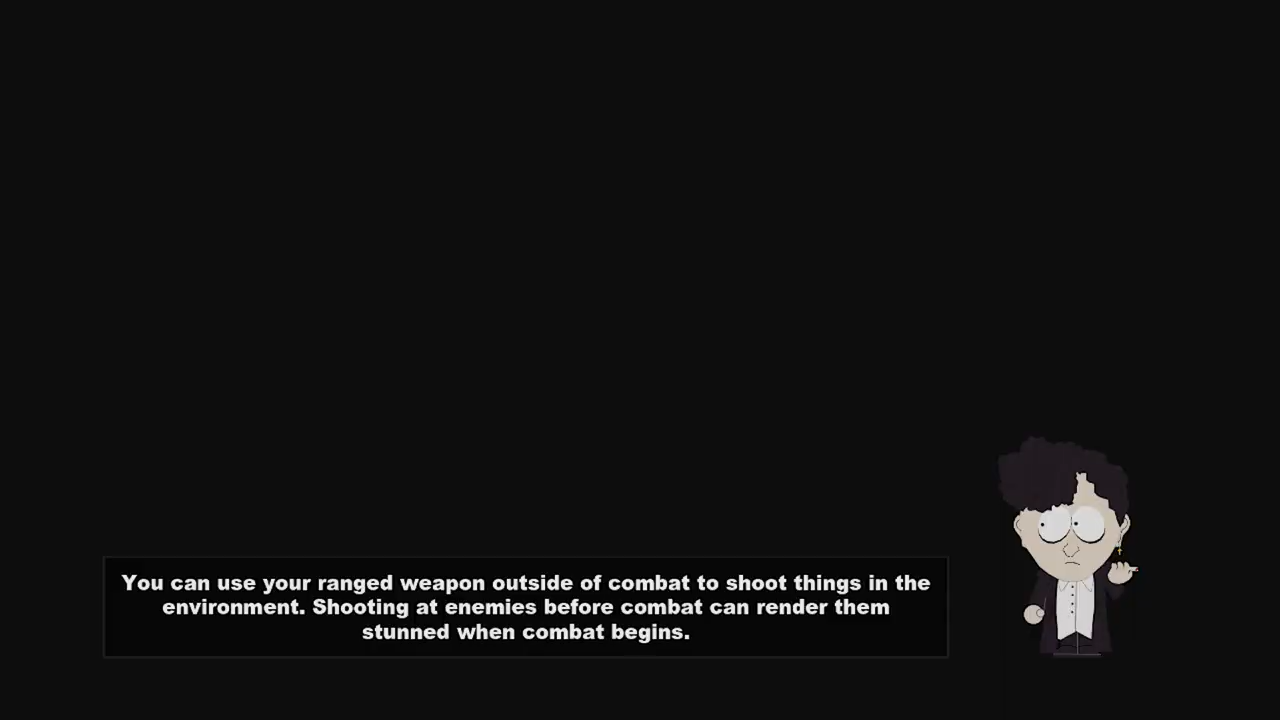 You can use your ranged weapon outside of combat to shoot things in the
environment. Shooting at enemies before combat can render them
stunned when combat begins.